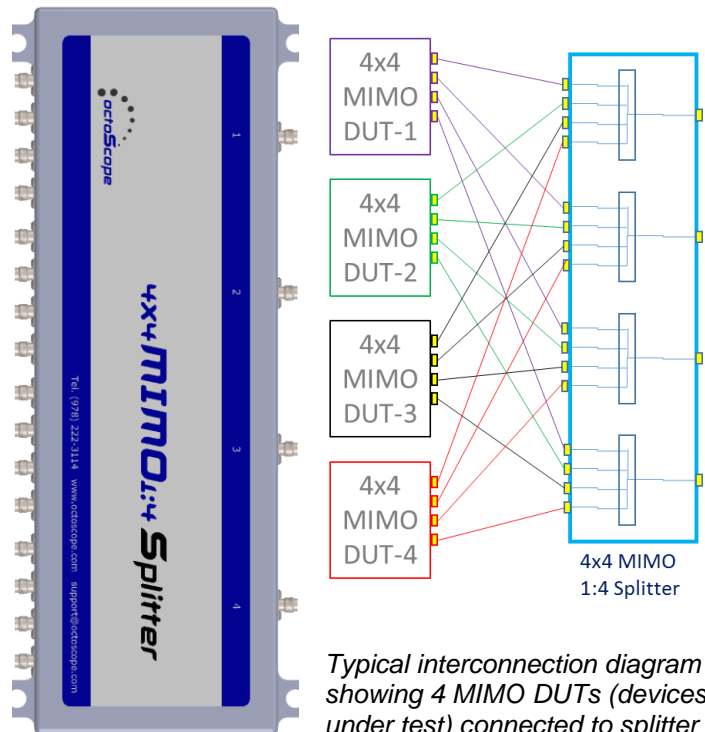 octoScope
1
2
3
4
4x4 MIMO 1:4 Splitter
Tel. (978) 222-3114 www.octoscope.com support@octoscope.com
4x4
MIMO
DUT-1
4x4
MIMO
DUT-2
4x4
MIMO
DUT-3
4x4
MIMO
DUT-4
4x4 MIMO
1:4 Splitter
Typical interconnection diagram
showing 4 MIMO DUTs (devices
under test) connected to splitter